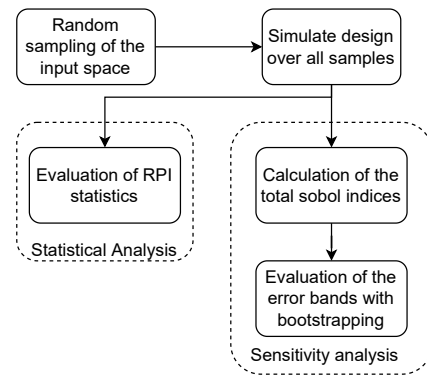 Random
sampling of the
input space
Simulate design
over all samples
Evaluation of RPI
statistics
Statistical Analysis
Calculation of the
total sobol indices
Evaluation of the
error bands with
bootstrapping
Sensitivity analysis